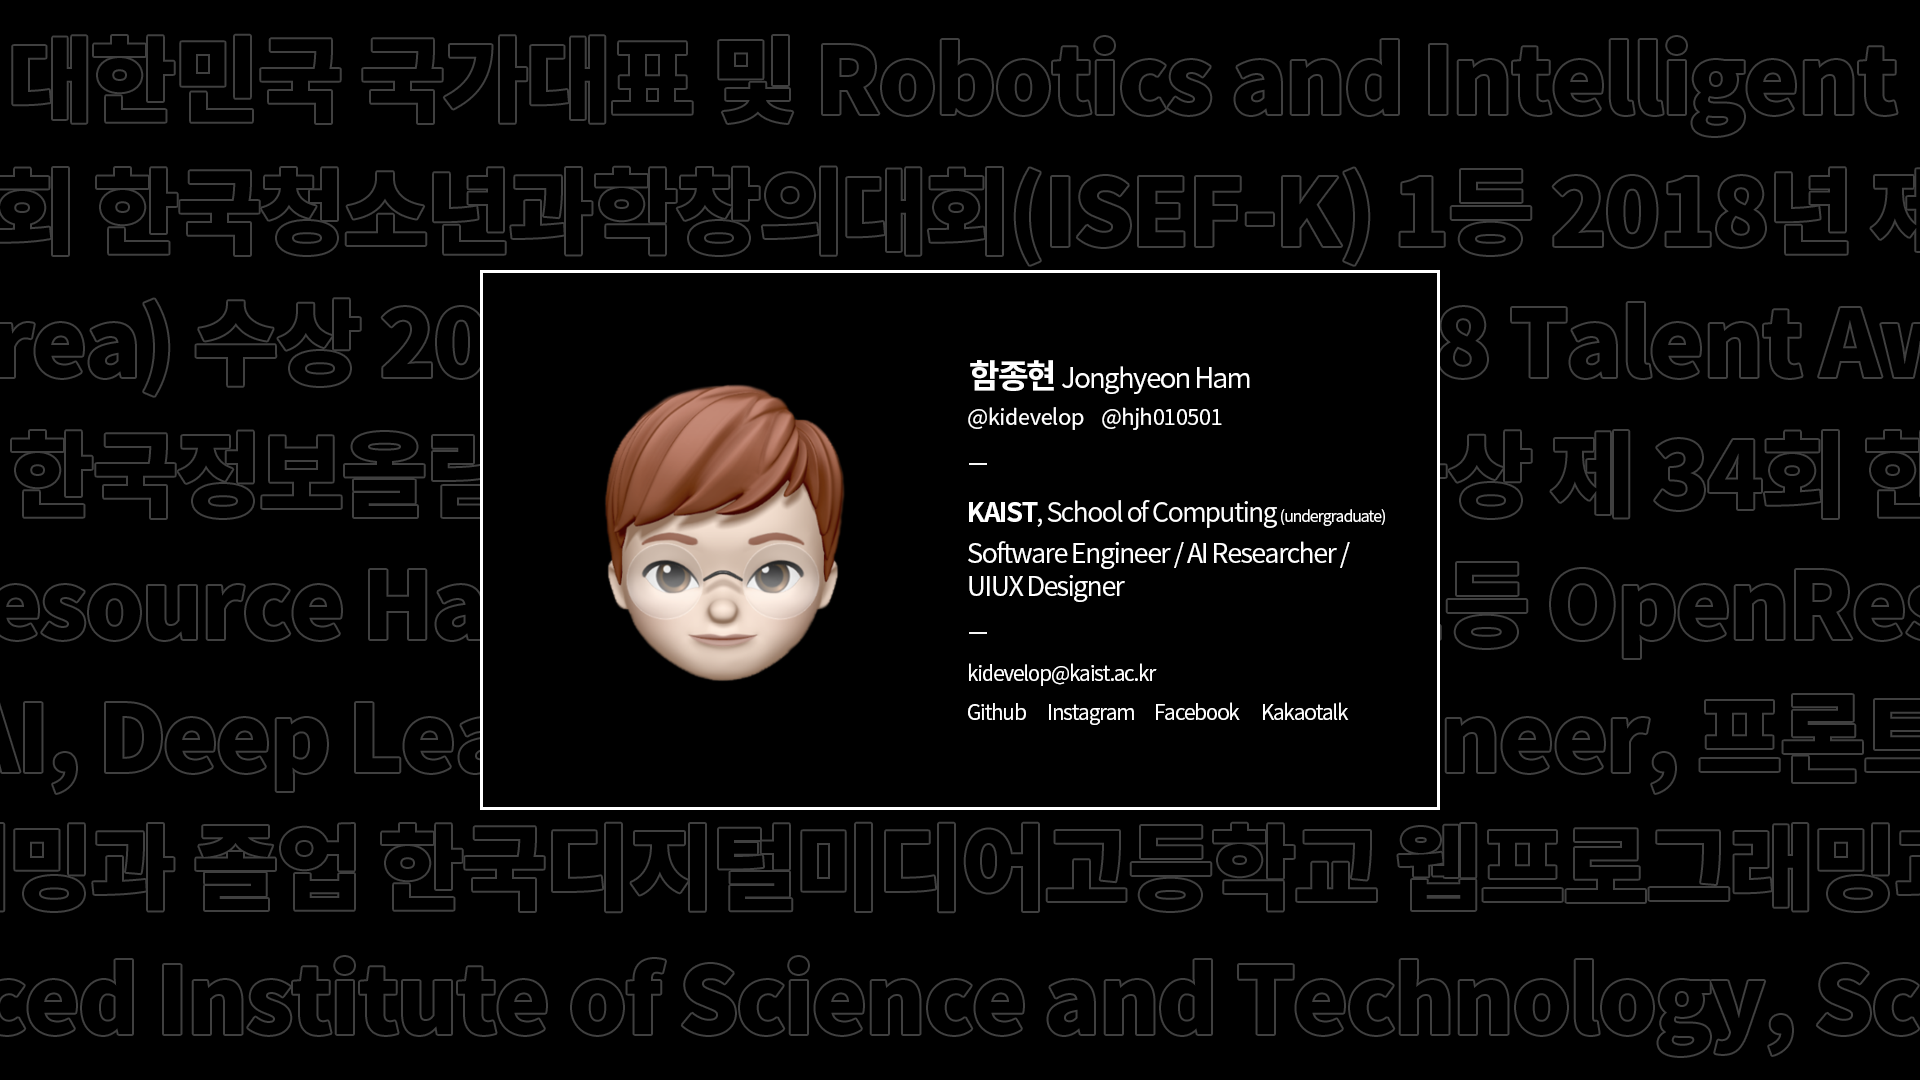 대한민국 국가대표 및 Robotics and Intelligent
회 한국청소년과학창의대회(ISEF-K) 1등 2018년 제
rea) 수상 20
8 Talent Aw
한국정보올림
상 제 34회 한
esource Ha
등 OpenRes
AI, Deep Lea
neer, 프론트
밍과 졸업 한국디지털미디어고등학교 웹프로그래밍과
ced Institute of Science and Technology, Sc
함종현 Jonghyeon Ham
@kidevelop @hjh010501
—
KAIST, School of Computing (undergraduate)
Software Engineer / AI Researcher /
UIUX Designer
—
kidevelop@kaist.ac.kr
Github Instagram Facebook Kakaotalk